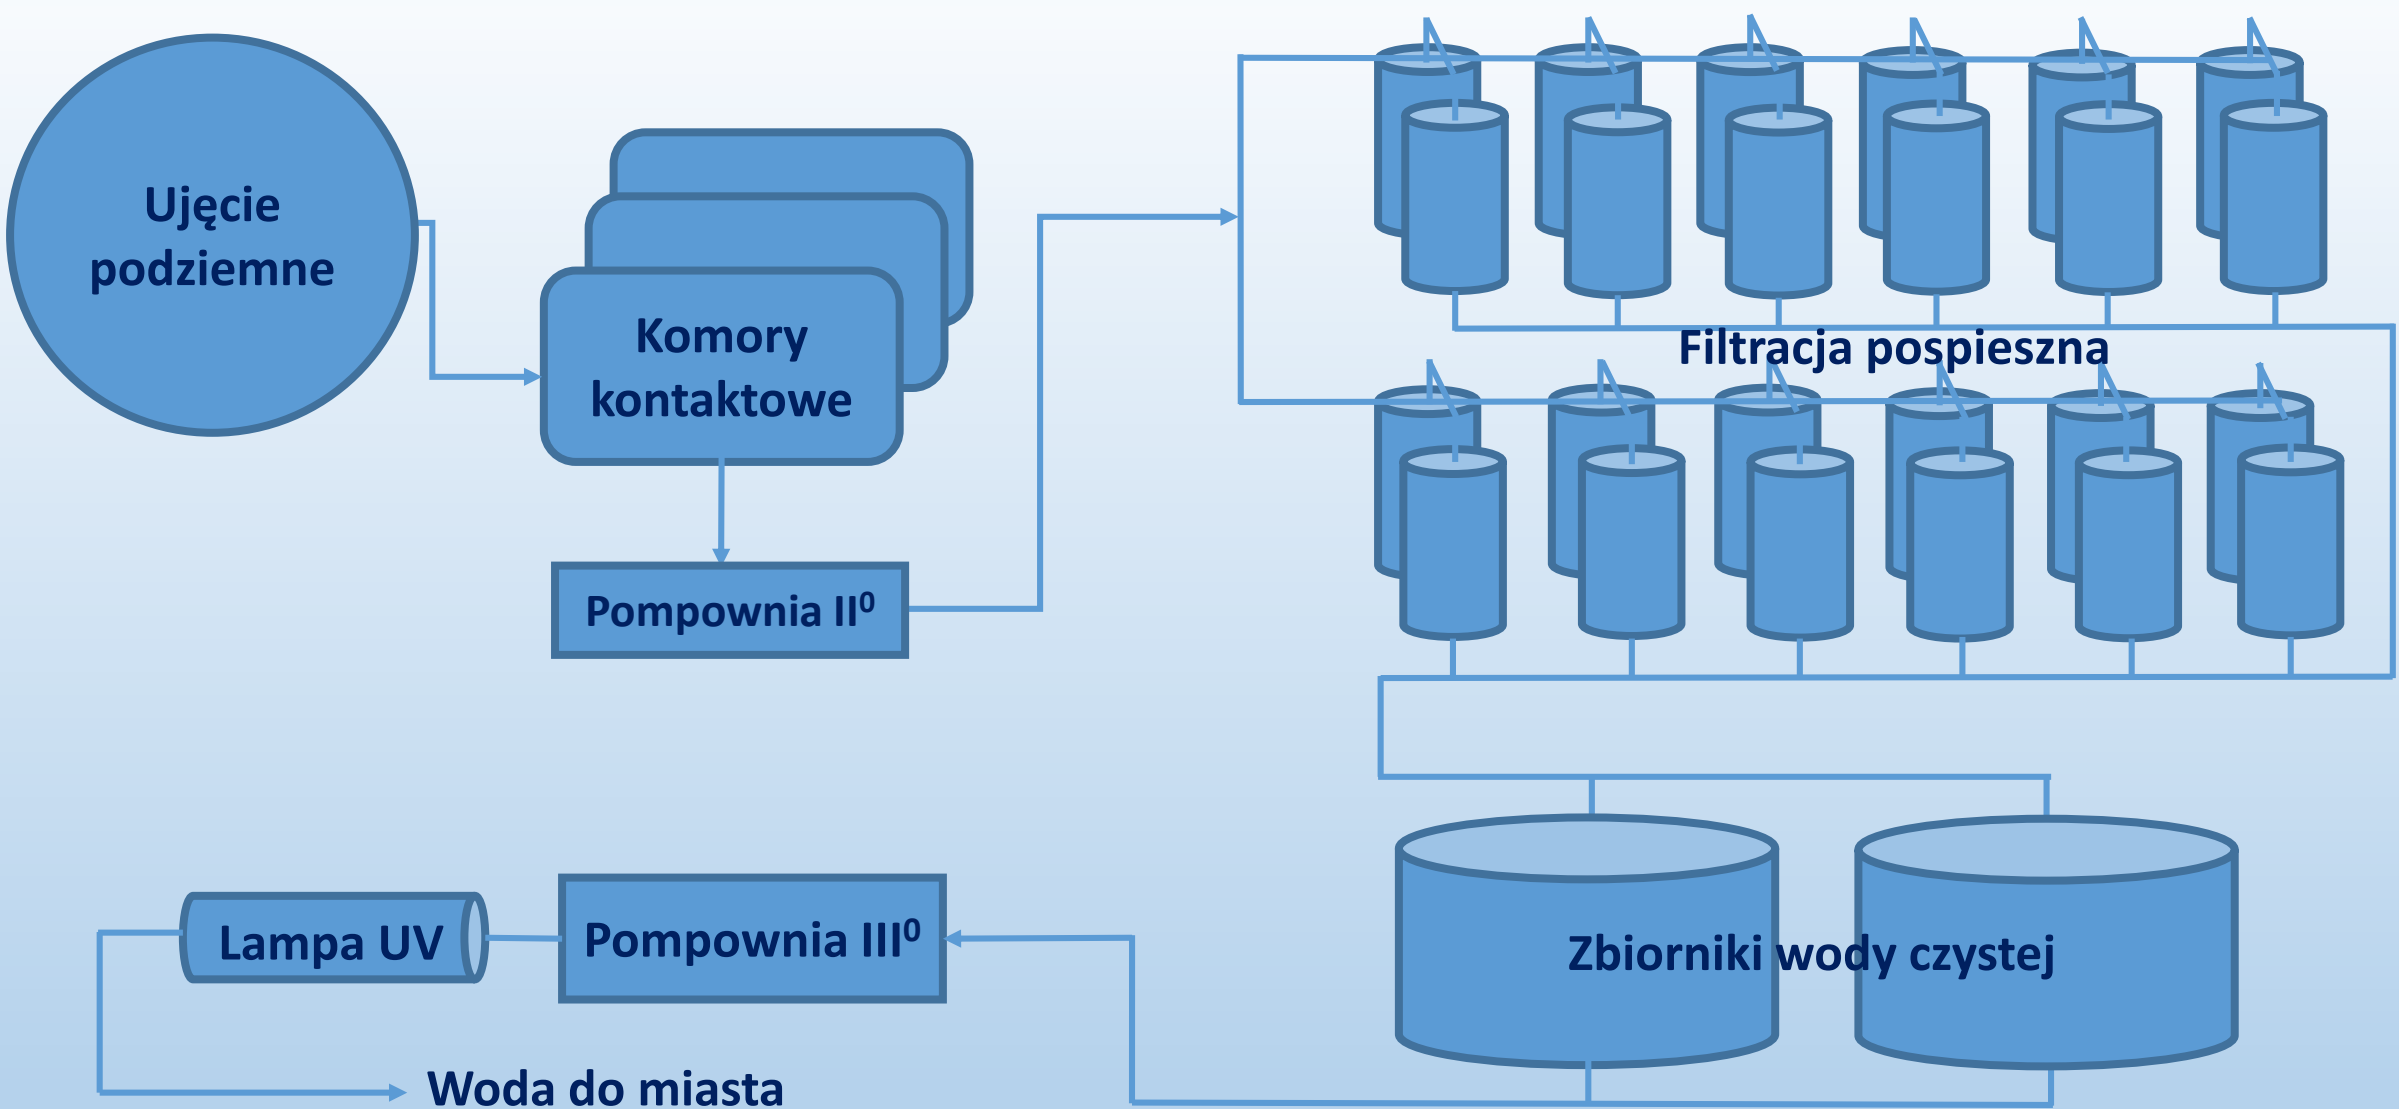 Ujęcie
podziemne
Komory
kontaktowe
Pompownia II⁰
Filtracja pospieszna
Zbiorniki wody czystej
Pompownia III⁰
Lampa UV
Woda do miasta